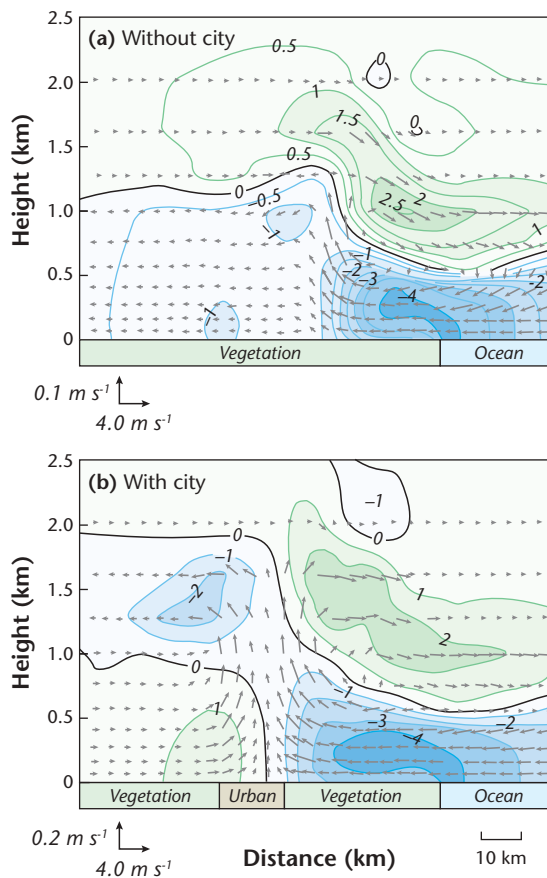 (a) Without city
2.5
2.0
1.5
1.0
0.5
0
Height (km)
0.5
0
1
1.5
0
0.5
0
-0.5
-1
2
2.5
1
-1
-2
-3
-2
-4
-1
Vegetation
Ocean
0.1 m s-1
4.0 m s-1
(b) With city
2.5
2.0
1.5
1.0
0.5
0
Height (km)
-1
0
0
-1
-2
1
2
0
1
-1
-2
-3
-4
Vegetation
Urban
Vegetation
Ocean
0.2 m s-1
4.0 m s-1
Distance (km)
10 km